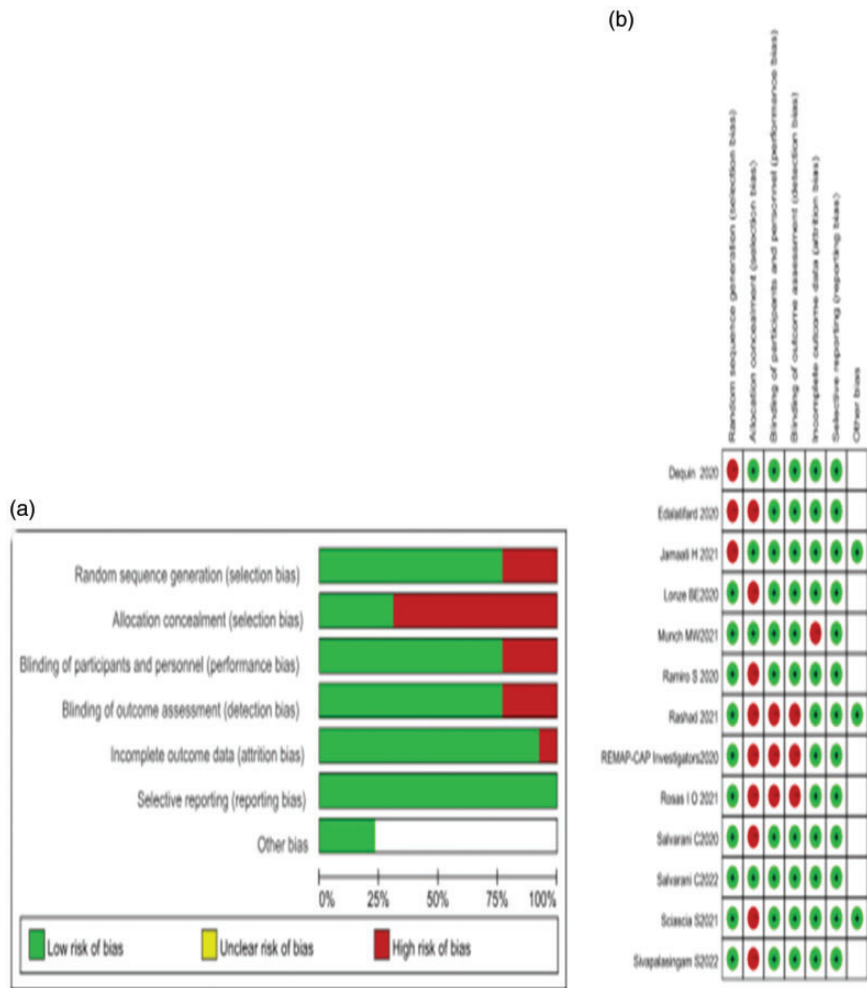 (b)
Random sequence generation (selection bias)
Allocation concealment (selection bias)
Blinding of participants and personnel (performance bias)
Blinding of outcome assessment (detection bias)
Incomplete outcome data (attrition bias)
Selective reporting (reporting bias)
Other bias
Dequin 2020
Edalatifard 2020
Jamaati H 2021
Lonze BE2020
Munch MW2021
Ramiro S 2020
Rashad 2021
REMAP-CAP Investigators2020
Rosas I O 2021
Salvarani C2020
Salvarani C2022
Sciascia S2021
Sivapalasingam S2022
(a)
Random sequence generation (selection bias)
Allocation concealment (selection bias)
Blinding of participants and personnel (performance bias)
Blinding of outcome assessment (detection bias)
Incomplete outcome data (attrition bias)
Selective reporting (reporting bias)
Other bias
0% 25% 50% 75% 100%
Low risk of bias Unclear risk of bias High risk of bias